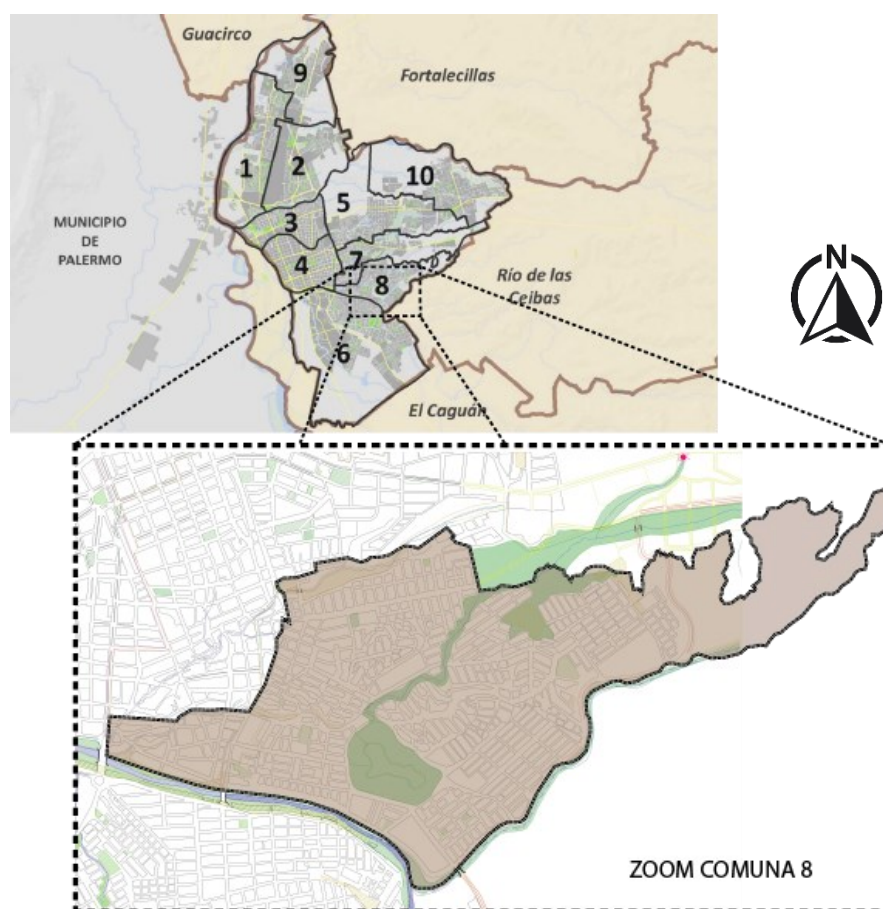 Guacirco
9
Fortalecillas
1
2
10
5
3
MUNICIPIO
DE
PALERMO
4
7
8
Río de las
Ceibas
N
6
El Caguán
ZOOM COMUNA 8